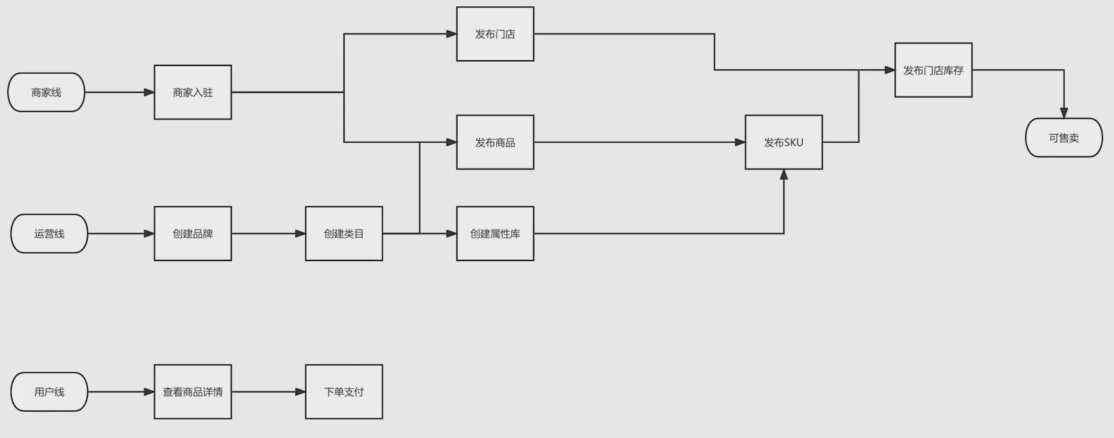 发布门店
发布门店库存
商家线
商家入驻
发布商品
发布SKU
可售卖
运营线
创建品牌
创建类目
创建属性库
用户线
查看商品详情
下单支付